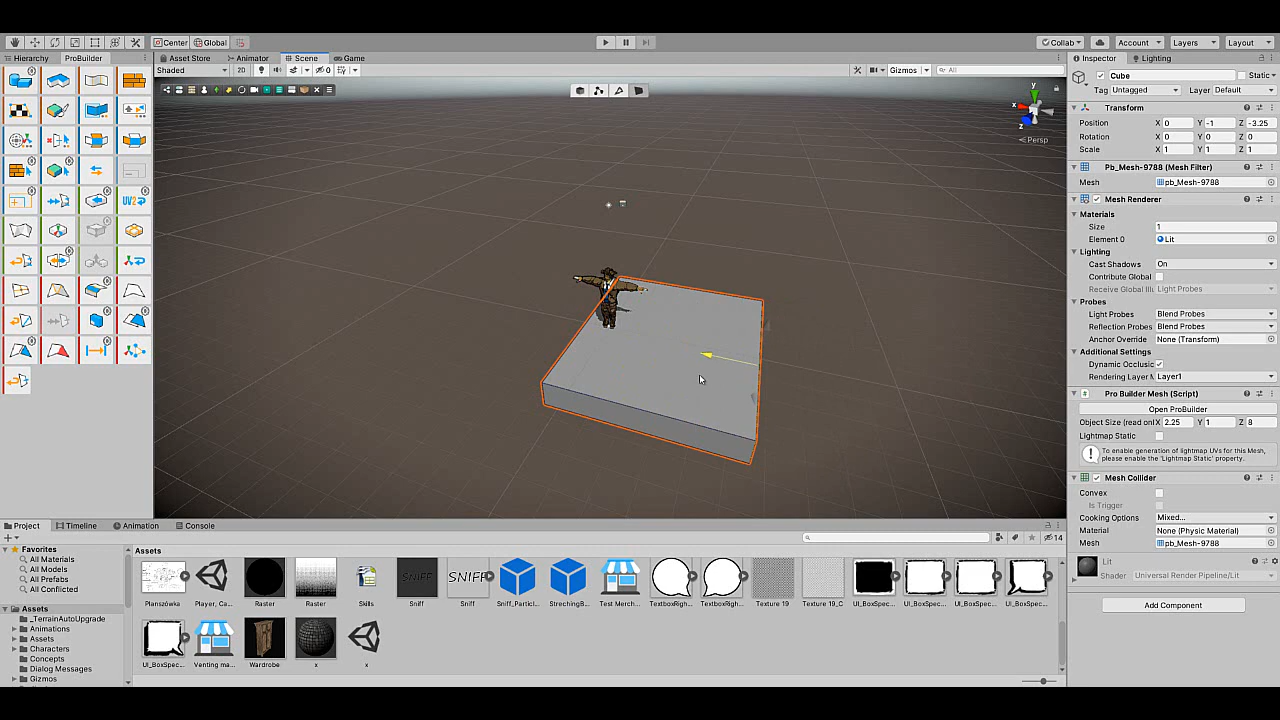 Center
Global
Collab
Account
Layers
Layout
Hierarchy
ProBuilder
Asset Store
Animator
Scene
Game
Inspector
Lighting
Shaded
2D
0
Gizmos
All
Cube
Static
Tag Untagged
Layer Default
x
y
z
Persp
UV2
Transform
Position X 0 Y -1 Z -3.25
Rotation X 0 Y 0 Z 0
Scale X 1 Y 1 Z 1
Pb_Mesh-9788 (Mesh Filter)
Mesh pb_Mesh-9788
Mesh Renderer
Materials
Size 1
Element 0 Lit
Lighting
Cast Shadows On
Contribute Global
Receive Global Illu Light Probes
Probes
Light Probes Blend Probes
Reflection Probes Blend Probes
Anchor Override None (Transform)
Additional Settings
Dynamic Occlusic
Rendering Layer M Layer1
Pro Builder Mesh (Script)
Open ProBuilder
Object Size (read onl X 2.25 Y 1 Z 8
Lightmap Static
To enable generation of lightmap UVs for this Mesh,
please enable the 'Lightmap Static' property.
Mesh Collider
Convex
Is Trigger
Cooking Options Mixed...
Material None (Physic Material)
Mesh pb_Mesh-9788
Lit
Shader Universal Render Pipeline/Lit
Add Component
Project
Timeline
Animation
Console
14
Favorites
All Materials
All Models
All Prefabs
All Conflicted
Assets
_TerrainAutoUpgrade
Animations
Assets
Characters
Concepts
Dialog Messages
Gizmos
Assets
SNIFF
SNIFF
Planszówka
Player, Ca...
Raster
Raster
Skills
Sniff
Sniff
Sniff_Particl...
StrechingB...
Test Merch...
TextboxRigh...
TextboxRigh...
Texture 19
Texture 19_C
UI_BoxSpec...
UI_BoxSpec...
UI_BoxSpec...
UI_BoxSpec...
UI_BoxSpec...
Venting ma...
Wardrobe
x
x